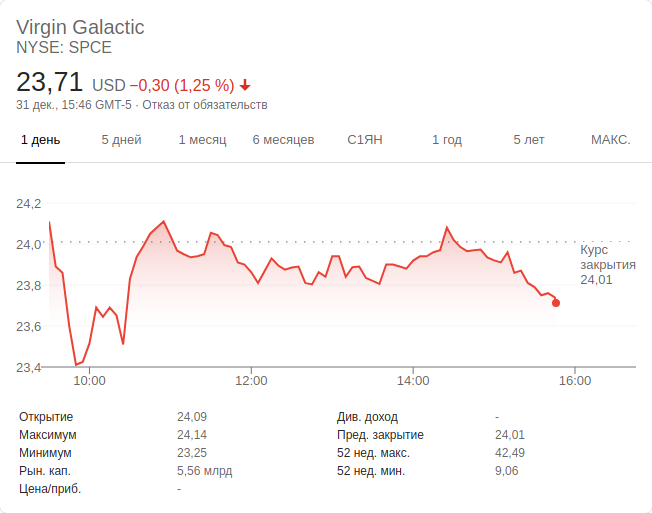 Virgin Galactic
NYSE: SPCE
23,71 USD −0,30 (1,25 %)
31 дек., 15:46 GMT-5 · Отказ от обязательств
1 день 5 дней 1 месяц 6 месяцев С1ЯН 1 год 5 лет МАКС.
24,2
24,0
23,8
23,6
23,4
Курс
закрытия
24,01
10:00 12:00 14:00 16:00
Открытие 24,09 Див. доход -
Максимум 24,14 Пред. закрытие 24,01
Минимум 23,25 52 нед. макс. 42,49
Рын. кап. 5,56 млрд 52 нед. мин. 9,06
Цена/приб. -